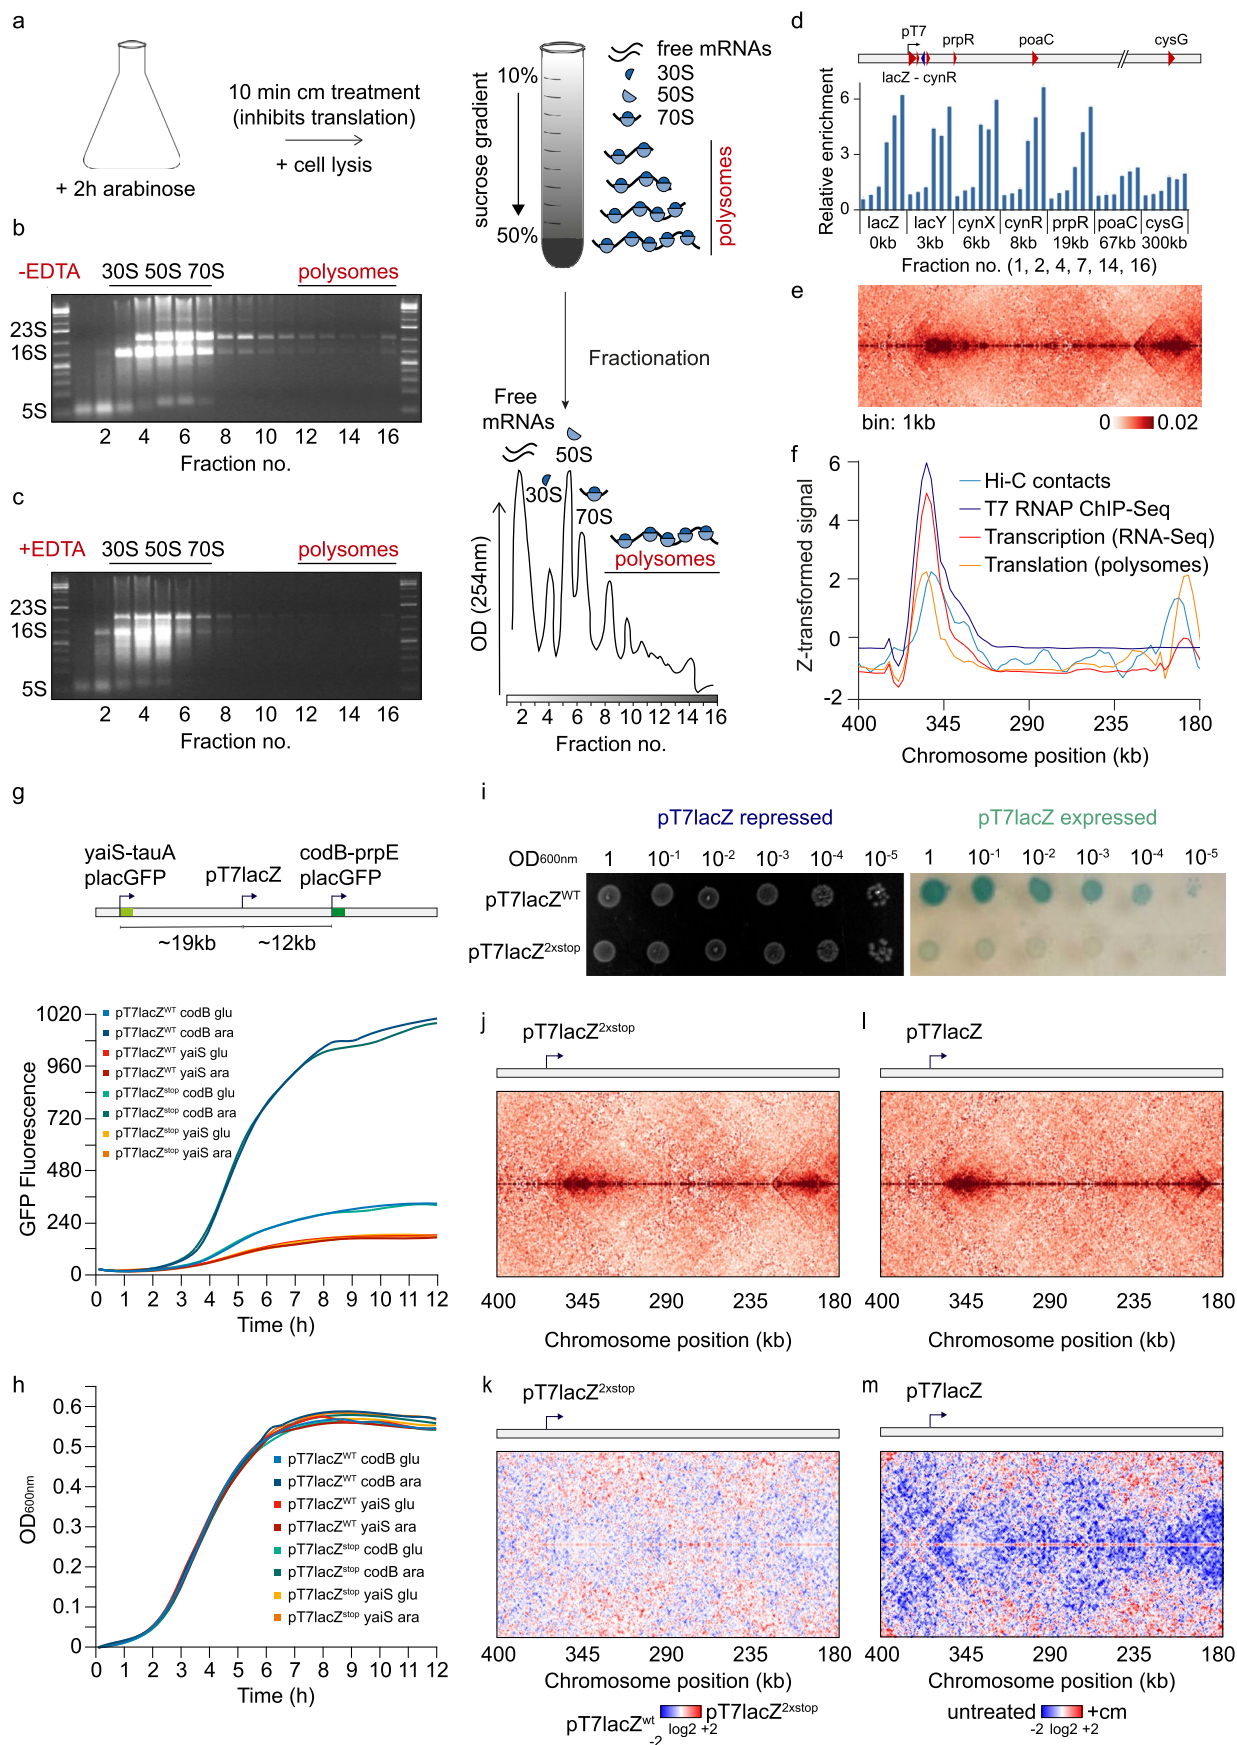 a
10 min cm treatment
(inhibits translation)
+ cell lysis
+ 2h arabinose
sucrose gradient
10%
50%
free mRNAs
30S
50S
70S
polysomes
Fractionation
Free
mRNAs
50S
30S
70S
polysomes
OD (254nm)
2 4 6 8 10 12 14 16
Fraction no.
b
-EDTA
30S 50S 70S
polysomes
23S
16S
5S
2 4 6 8 10 12 14 16
Fraction no.
c
+EDTA
30S 50S 70S
polysomes
23S
16S
5S
2 4 6 8 10 12 14 16
Fraction no.
d
pT7
prpR
poaC
cysG
lacZ - cynR
Relative enrichment
6
3
0
lacZ lacY cynX cynR prpR poaC cysG
0kb 3kb 6kb 8kb 19kb 67kb 300kb
Fraction no. (1, 2, 4, 7, 14, 16)
e
bin: 1kb
0 0.02
f
Z-transformed signal
6
4
2
0
-2
Hi-C contacts
T7 RNAP ChIP-Seq
Transcription (RNA-Seq)
Translation (polysomes)
400 345 290 235 180
Chromosome position (kb)
g
yaiS-tauA
placGFP
pT7lacZ
codB-prpE
placGFP
~19kb
~12kb
GFP Fluorescence
1020
960
720
480
240
0
pT7lacZWT codB glu
pT7lacZWT codB ara
pT7lacZWT yaiS glu
pT7lacZWT yaiS ara
pT7lacZstop codB glu
pT7lacZstop codB ara
pT7lacZstop yaiS glu
pT7lacZstop yaiS ara
0 1 2 3 4 5 6 7 8 9 10 11 12
Time (h)
h
OD600nm
0.6
0.5
0.4
0.3
0.2
0.1
0
pT7lacZWT codB glu
pT7lacZWT codB ara
pT7lacZWT yaiS glu
pT7lacZWT yaiS ara
pT7lacZstop codB glu
pT7lacZstop codB ara
pT7lacZstop yaiS glu
pT7lacZstop yaiS ara
0 1 2 3 4 5 6 7 8 9 10 11 12
Time (h)
i
pT7lacZ repressed
pT7lacZ expressed
OD600nm 1 10-1 10-2 10-3 10-4 10-5
1 10-1 10-2 10-3 10-4 10-5
pT7lacZWT
pT7lacZ2xstop
j
pT7lacZ2xstop
400 345 290 235 180
Chromosome position (kb)
l
pT7lacZ
400 345 290 235 180
Chromosome position (kb)
k
pT7lacZ2xstop
400 345 290 235 180
Chromosome position (kb)
pT7lacZwt
pT7lacZ2xstop
-2 log2 +2
m
pT7lacZ
400 345 290 235 180
Chromosome position (kb)
untreated
+cm
-2 log2 +2